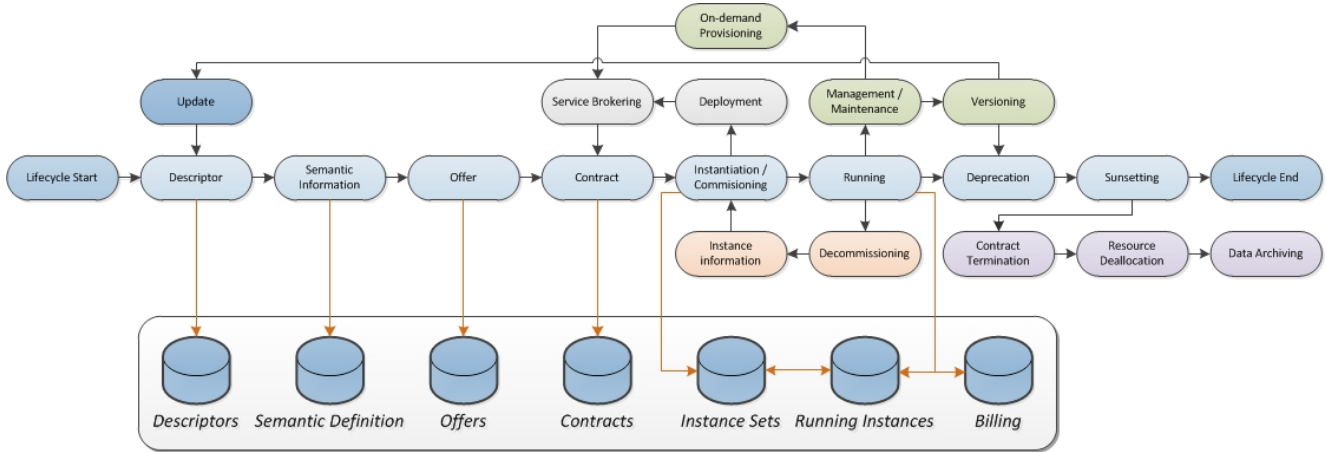 On-demand
Provisioning
Update
Service Brokering
Deployment
Management /
Maintenance
Versioning
Lifecycle Start
Descriptor
Semantic
Information
Offer
Contract
Instantiation /
Commisioning
Running
Deprecation
Sunsetting
Lifecycle End
Instance
information
Decommissioning
Contract
Termination
Resource
Deallocation
Data Archiving
Descriptors
Semantic Definition
Offers
Contracts
Instance Sets
Running Instances
Billing